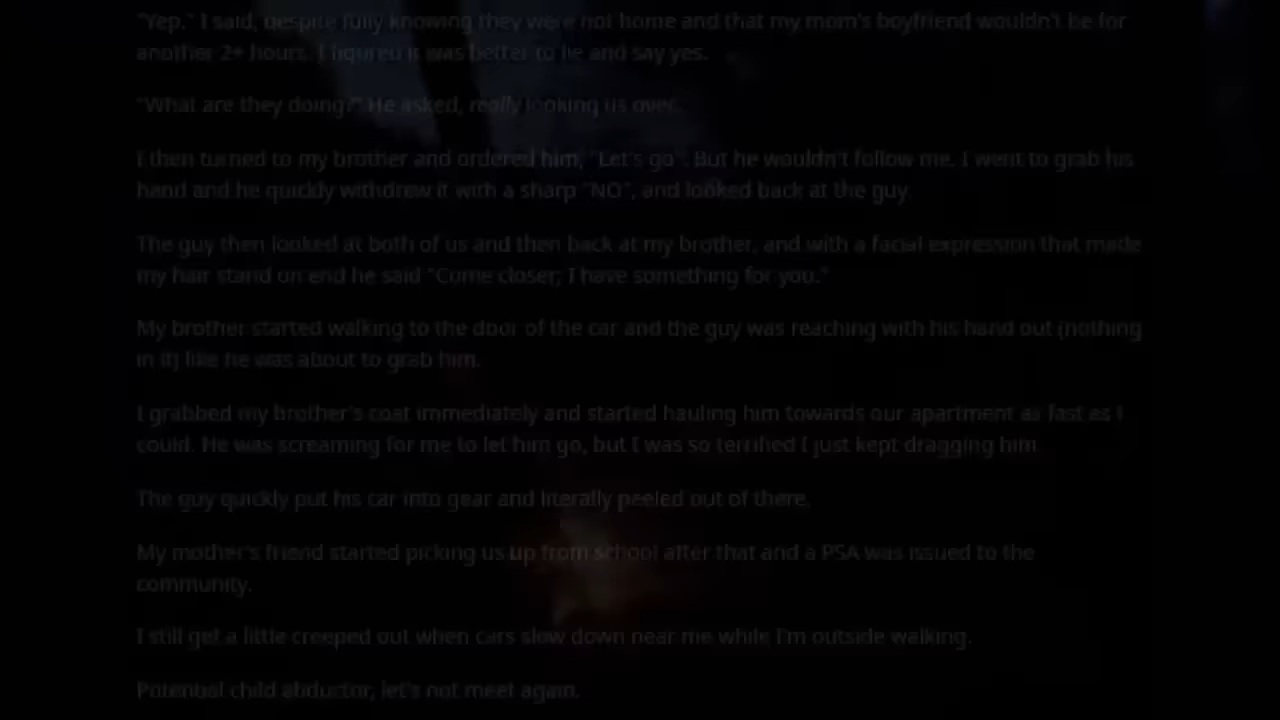 "Yep." I said, despite fully knowing they were not home and that my mom's boyfriend wouldn't be for
another 2+ hours. I figured it was better to lie and say yes.
"What are they doing?" He asked, really looking us over.
I then turned to my brother and ordered him, "Let's go". But he wouldn't follow me. I went to grab his
hand and he quickly withdrew it with a sharp "NO", and looked back at the guy.
The guy then looked at both of us and then back at my brother, and with a facial expression that made
my hair stand on end he said "Come closer; I have something for you."
My brother started walking to the door of the car and the guy was reaching with his hand out (nothing
in it) like he was about to grab him.
I grabbed my brother's coat immediately and started hauling him towards our apartment as fast as I
could. He was screaming for me to let him go, but I was so terrified I just kept dragging him.
The guy quickly put his car into gear and literally peeled out of there.
My mother's friend started picking us up from school after that and a PSA was issued to the
community.
I still get a little creeped out when cars slow down near me while I'm outside walking.
Potential child abductor, let's not meet again.